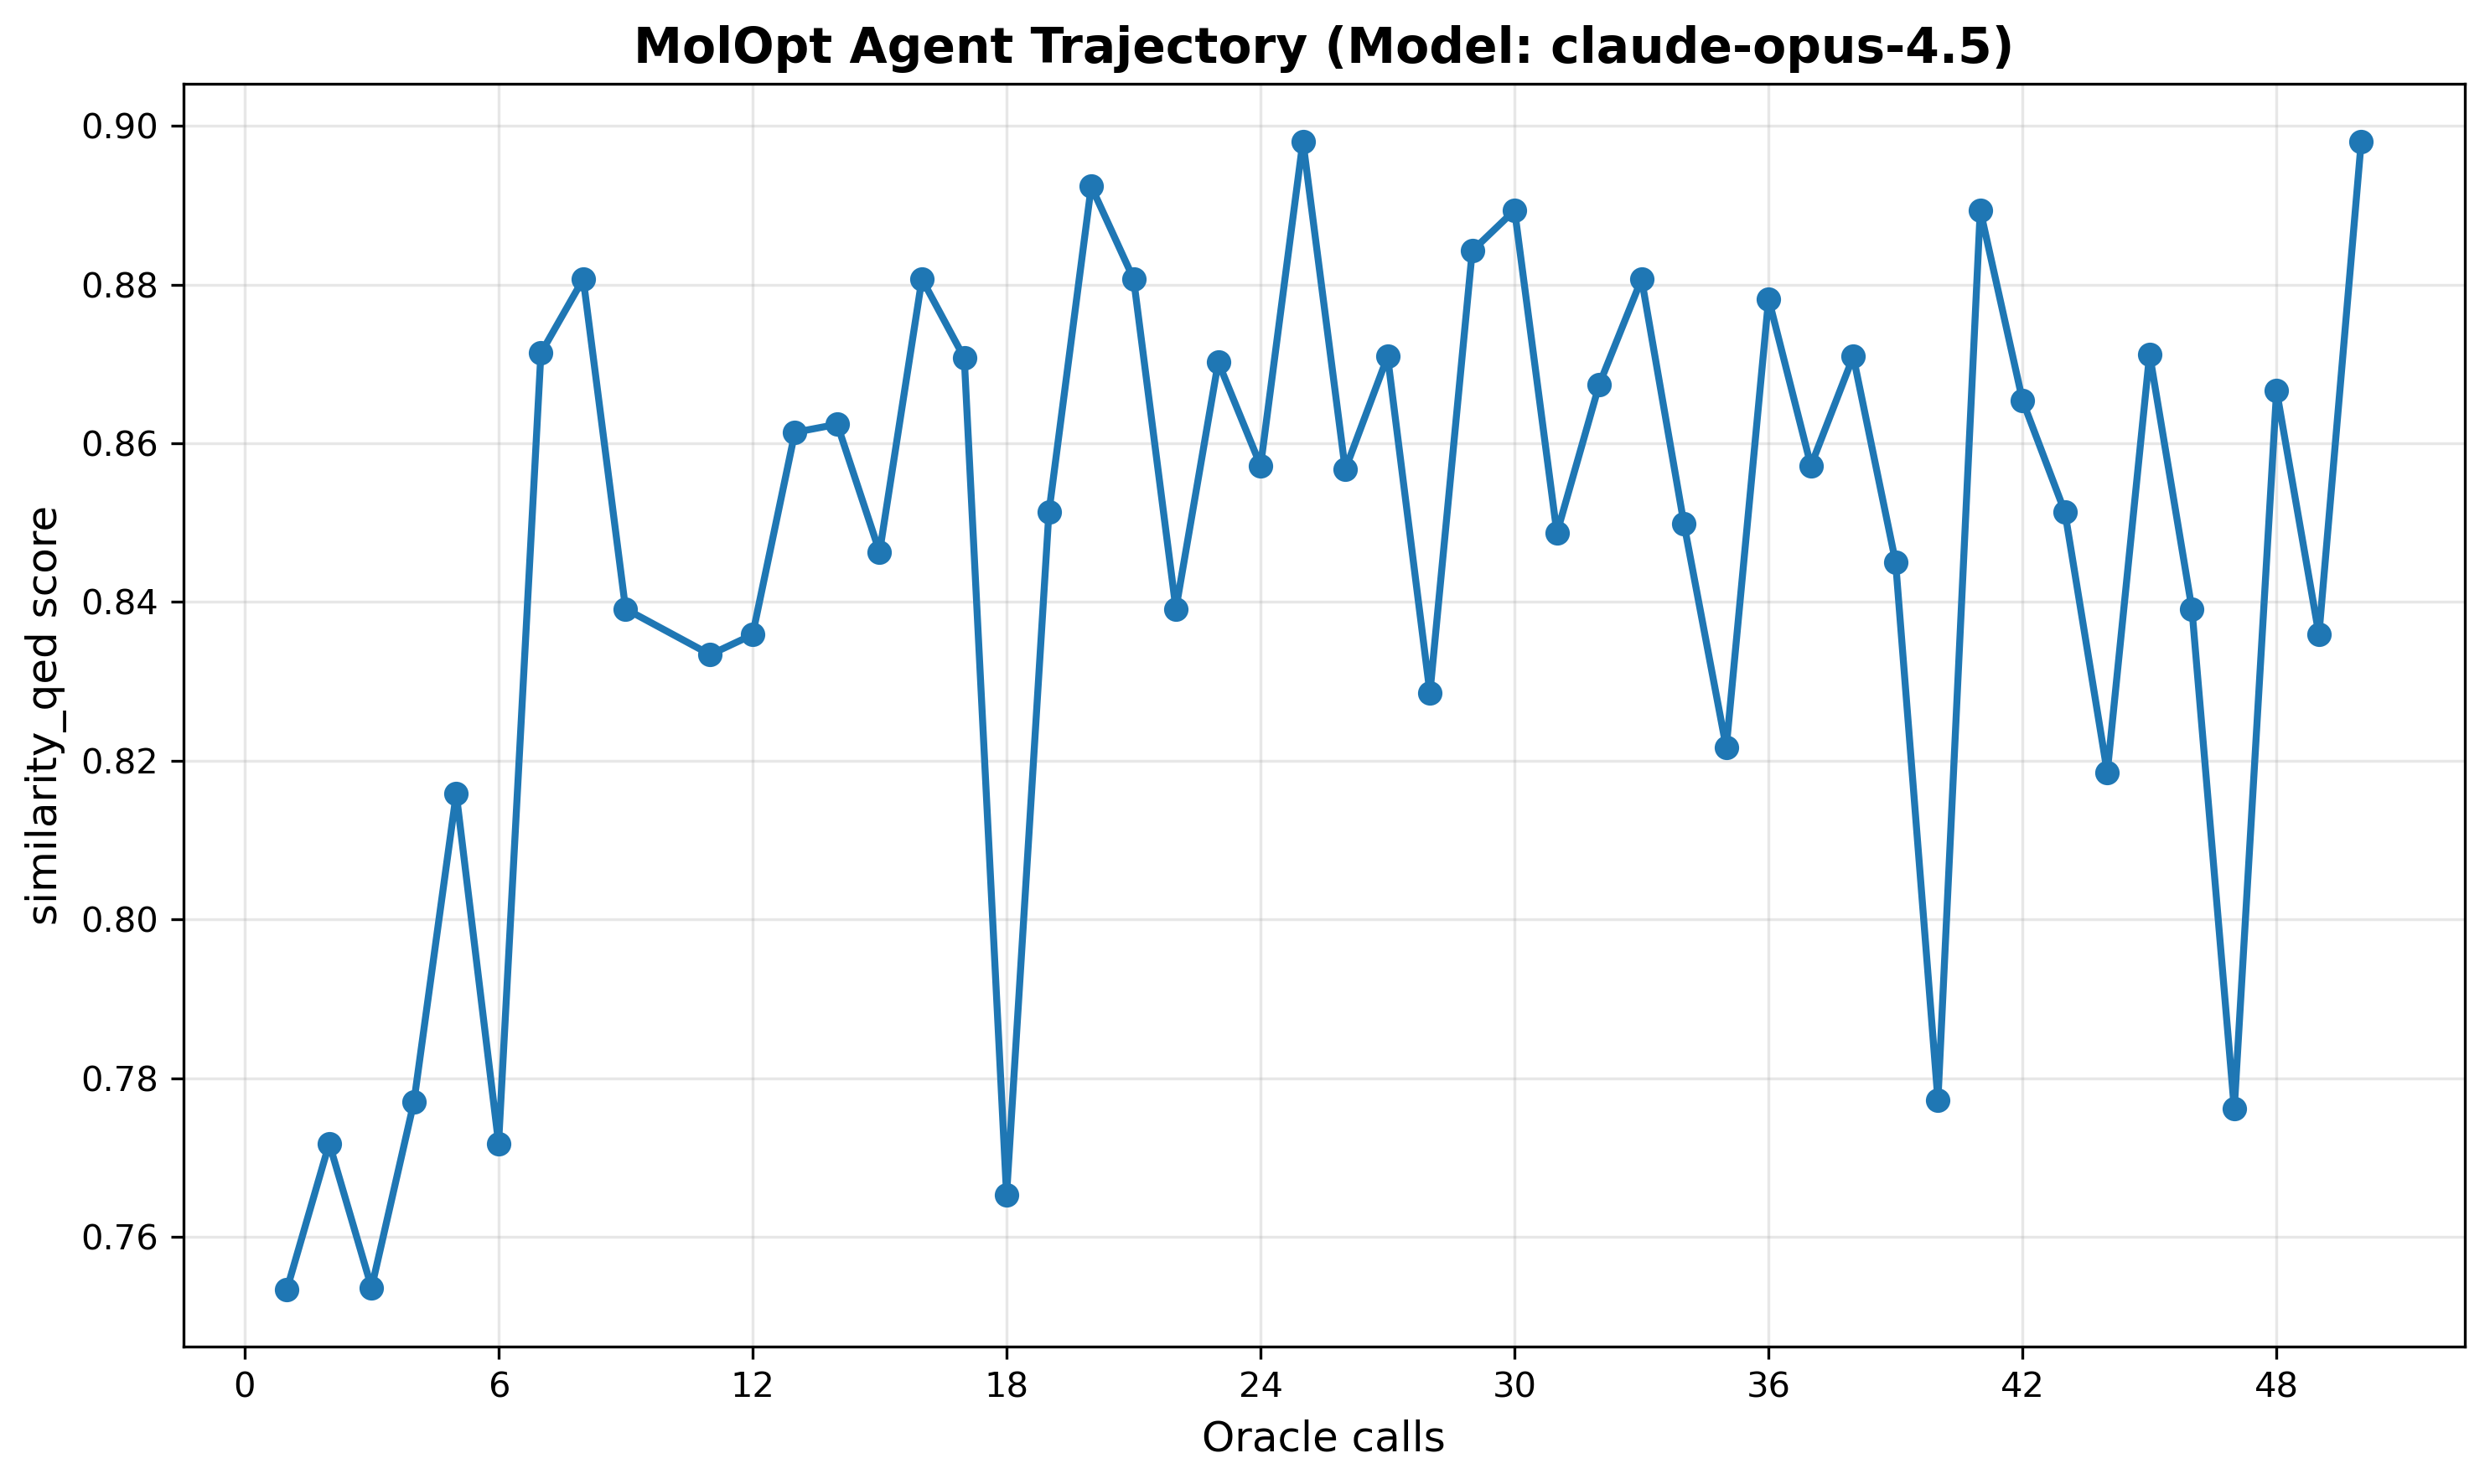 MolOpt Agent Trajectory (Model: claude-opus-4.5)
similarity_qed score
0.90
0.88
0.86
0.84
0.82
0.80
0.78
0.76
0 6 12 18 24 30 36 42 48
Oracle calls